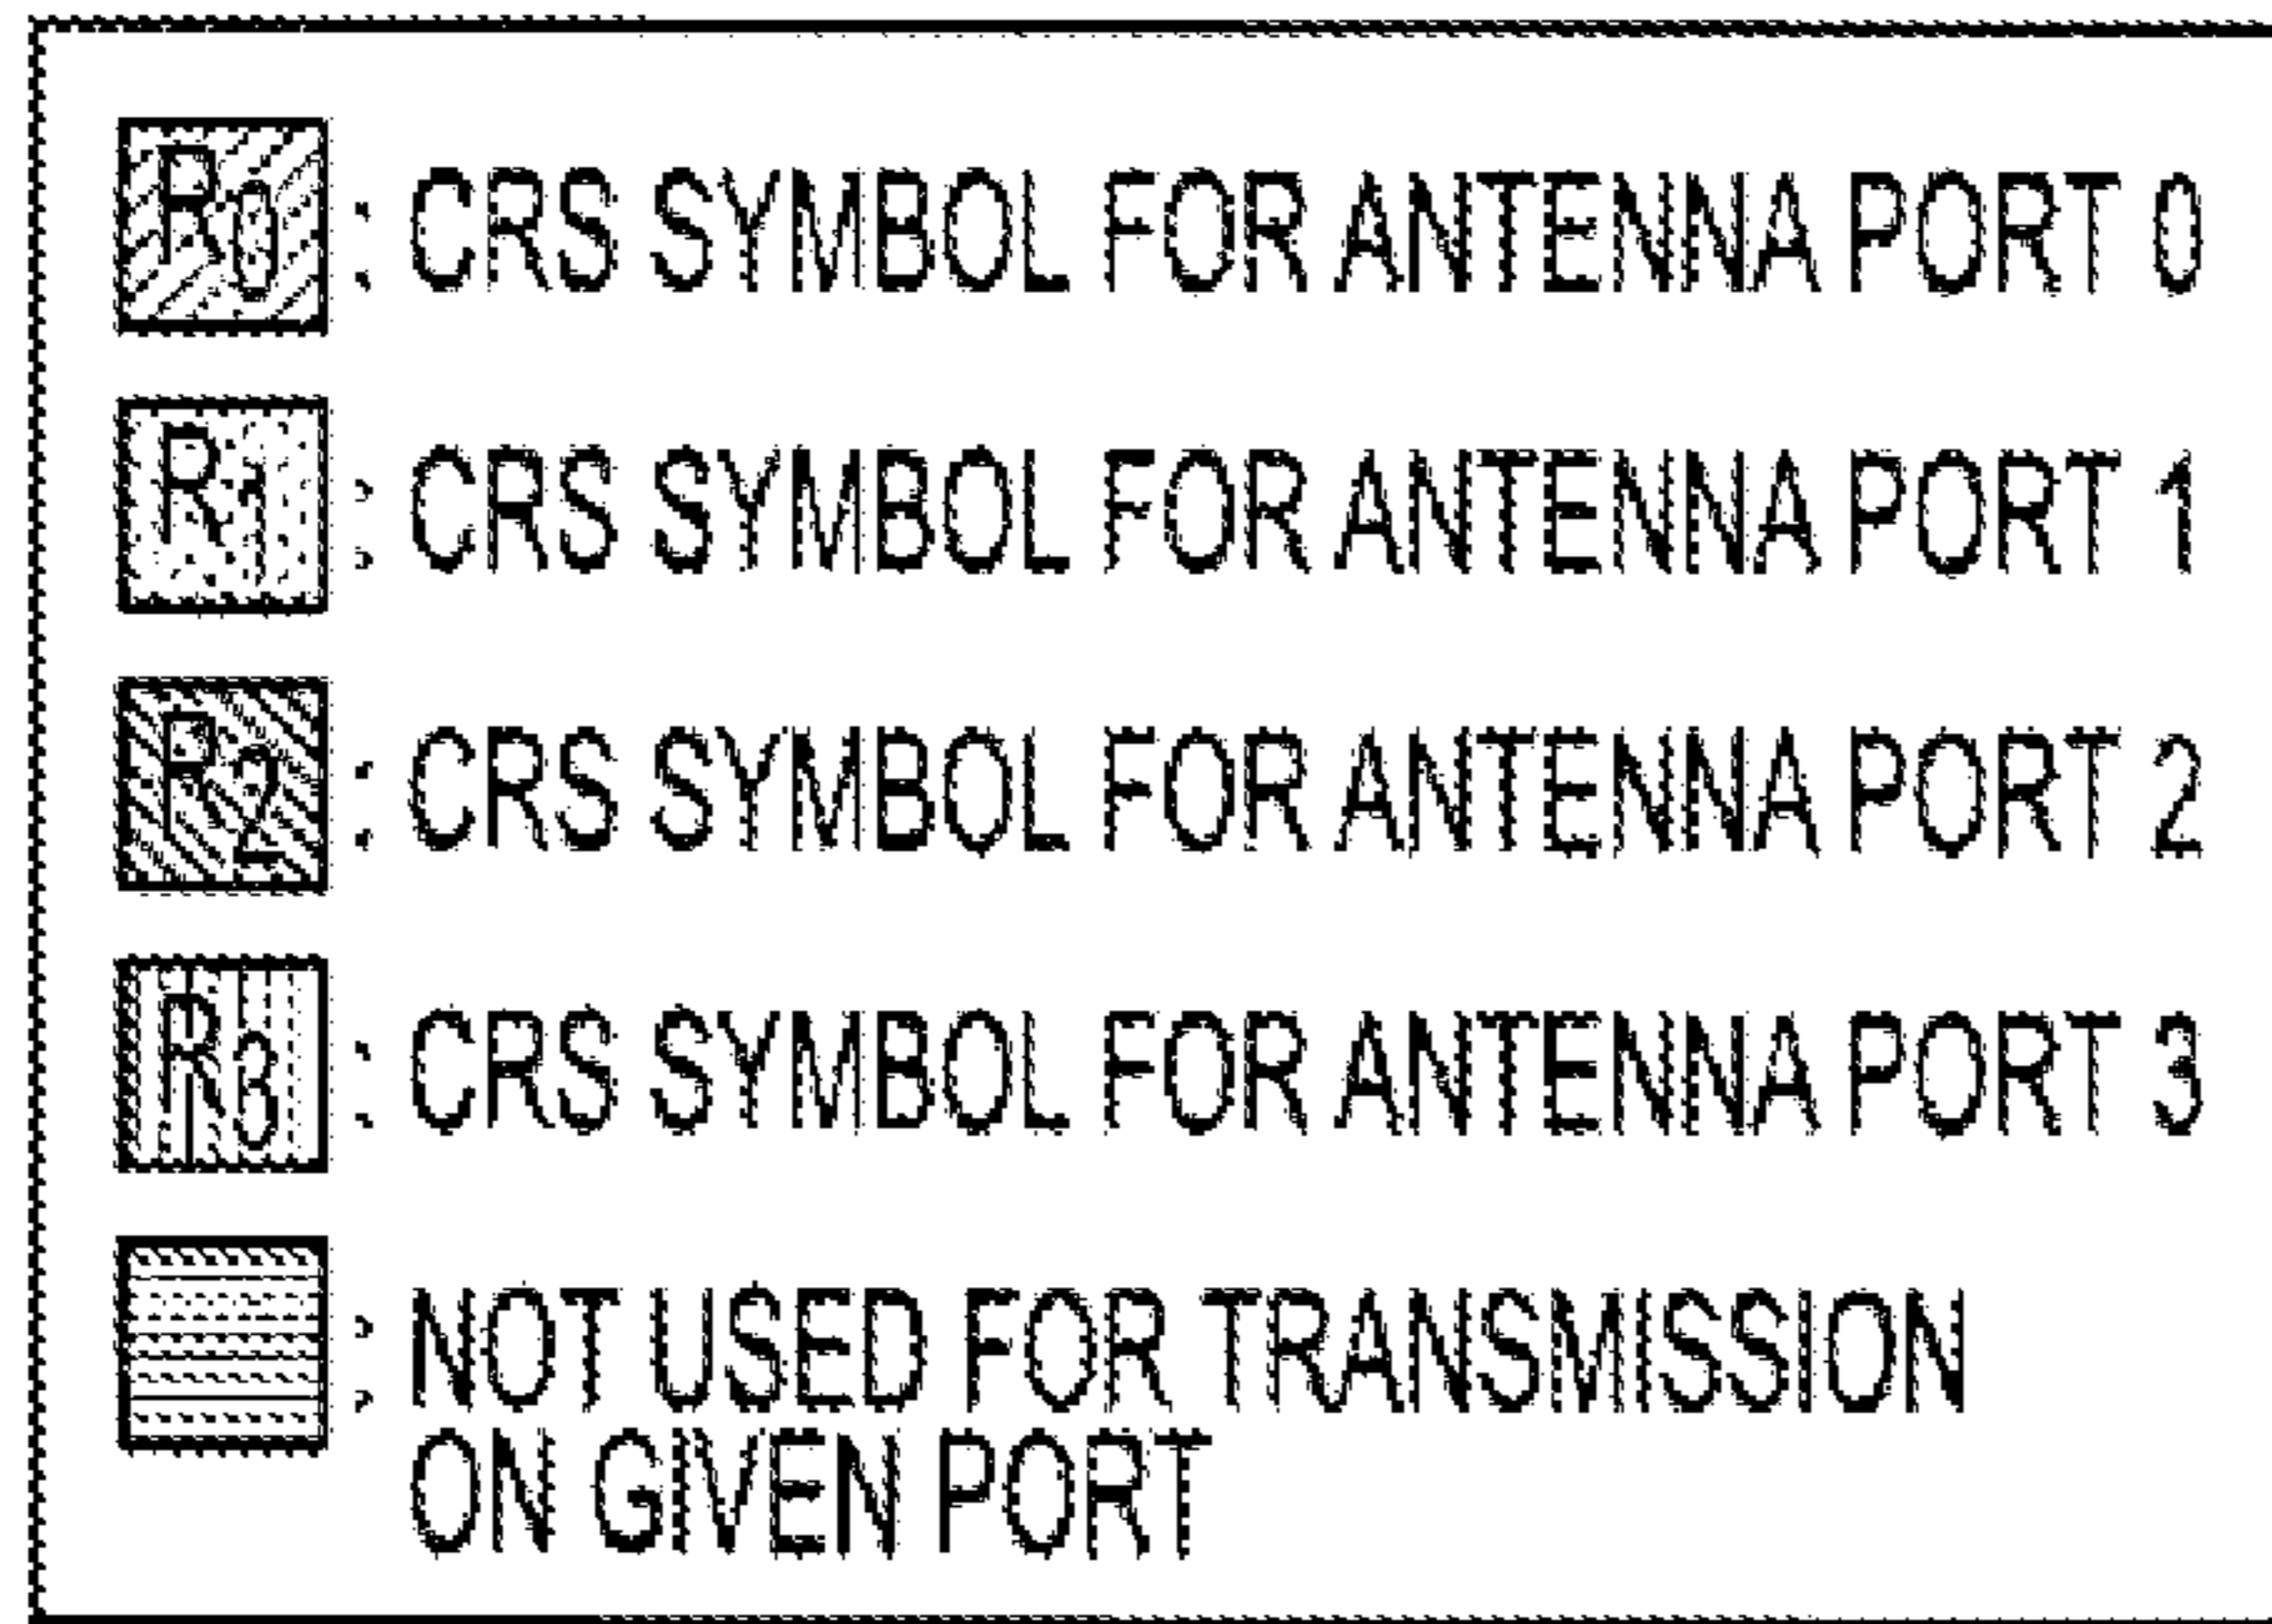 R0 : CRS SYMBOL FOR ANTENNA PORT 0
R1 : CRS SYMBOL FOR ANTENNA PORT 1
R2 : CRS SYMBOL FOR ANTENNA PORT 2
R3 : CRS SYMBOL FOR ANTENNA PORT 3
: NOT USED FOR TRANSMISSION
ON GIVEN PORT